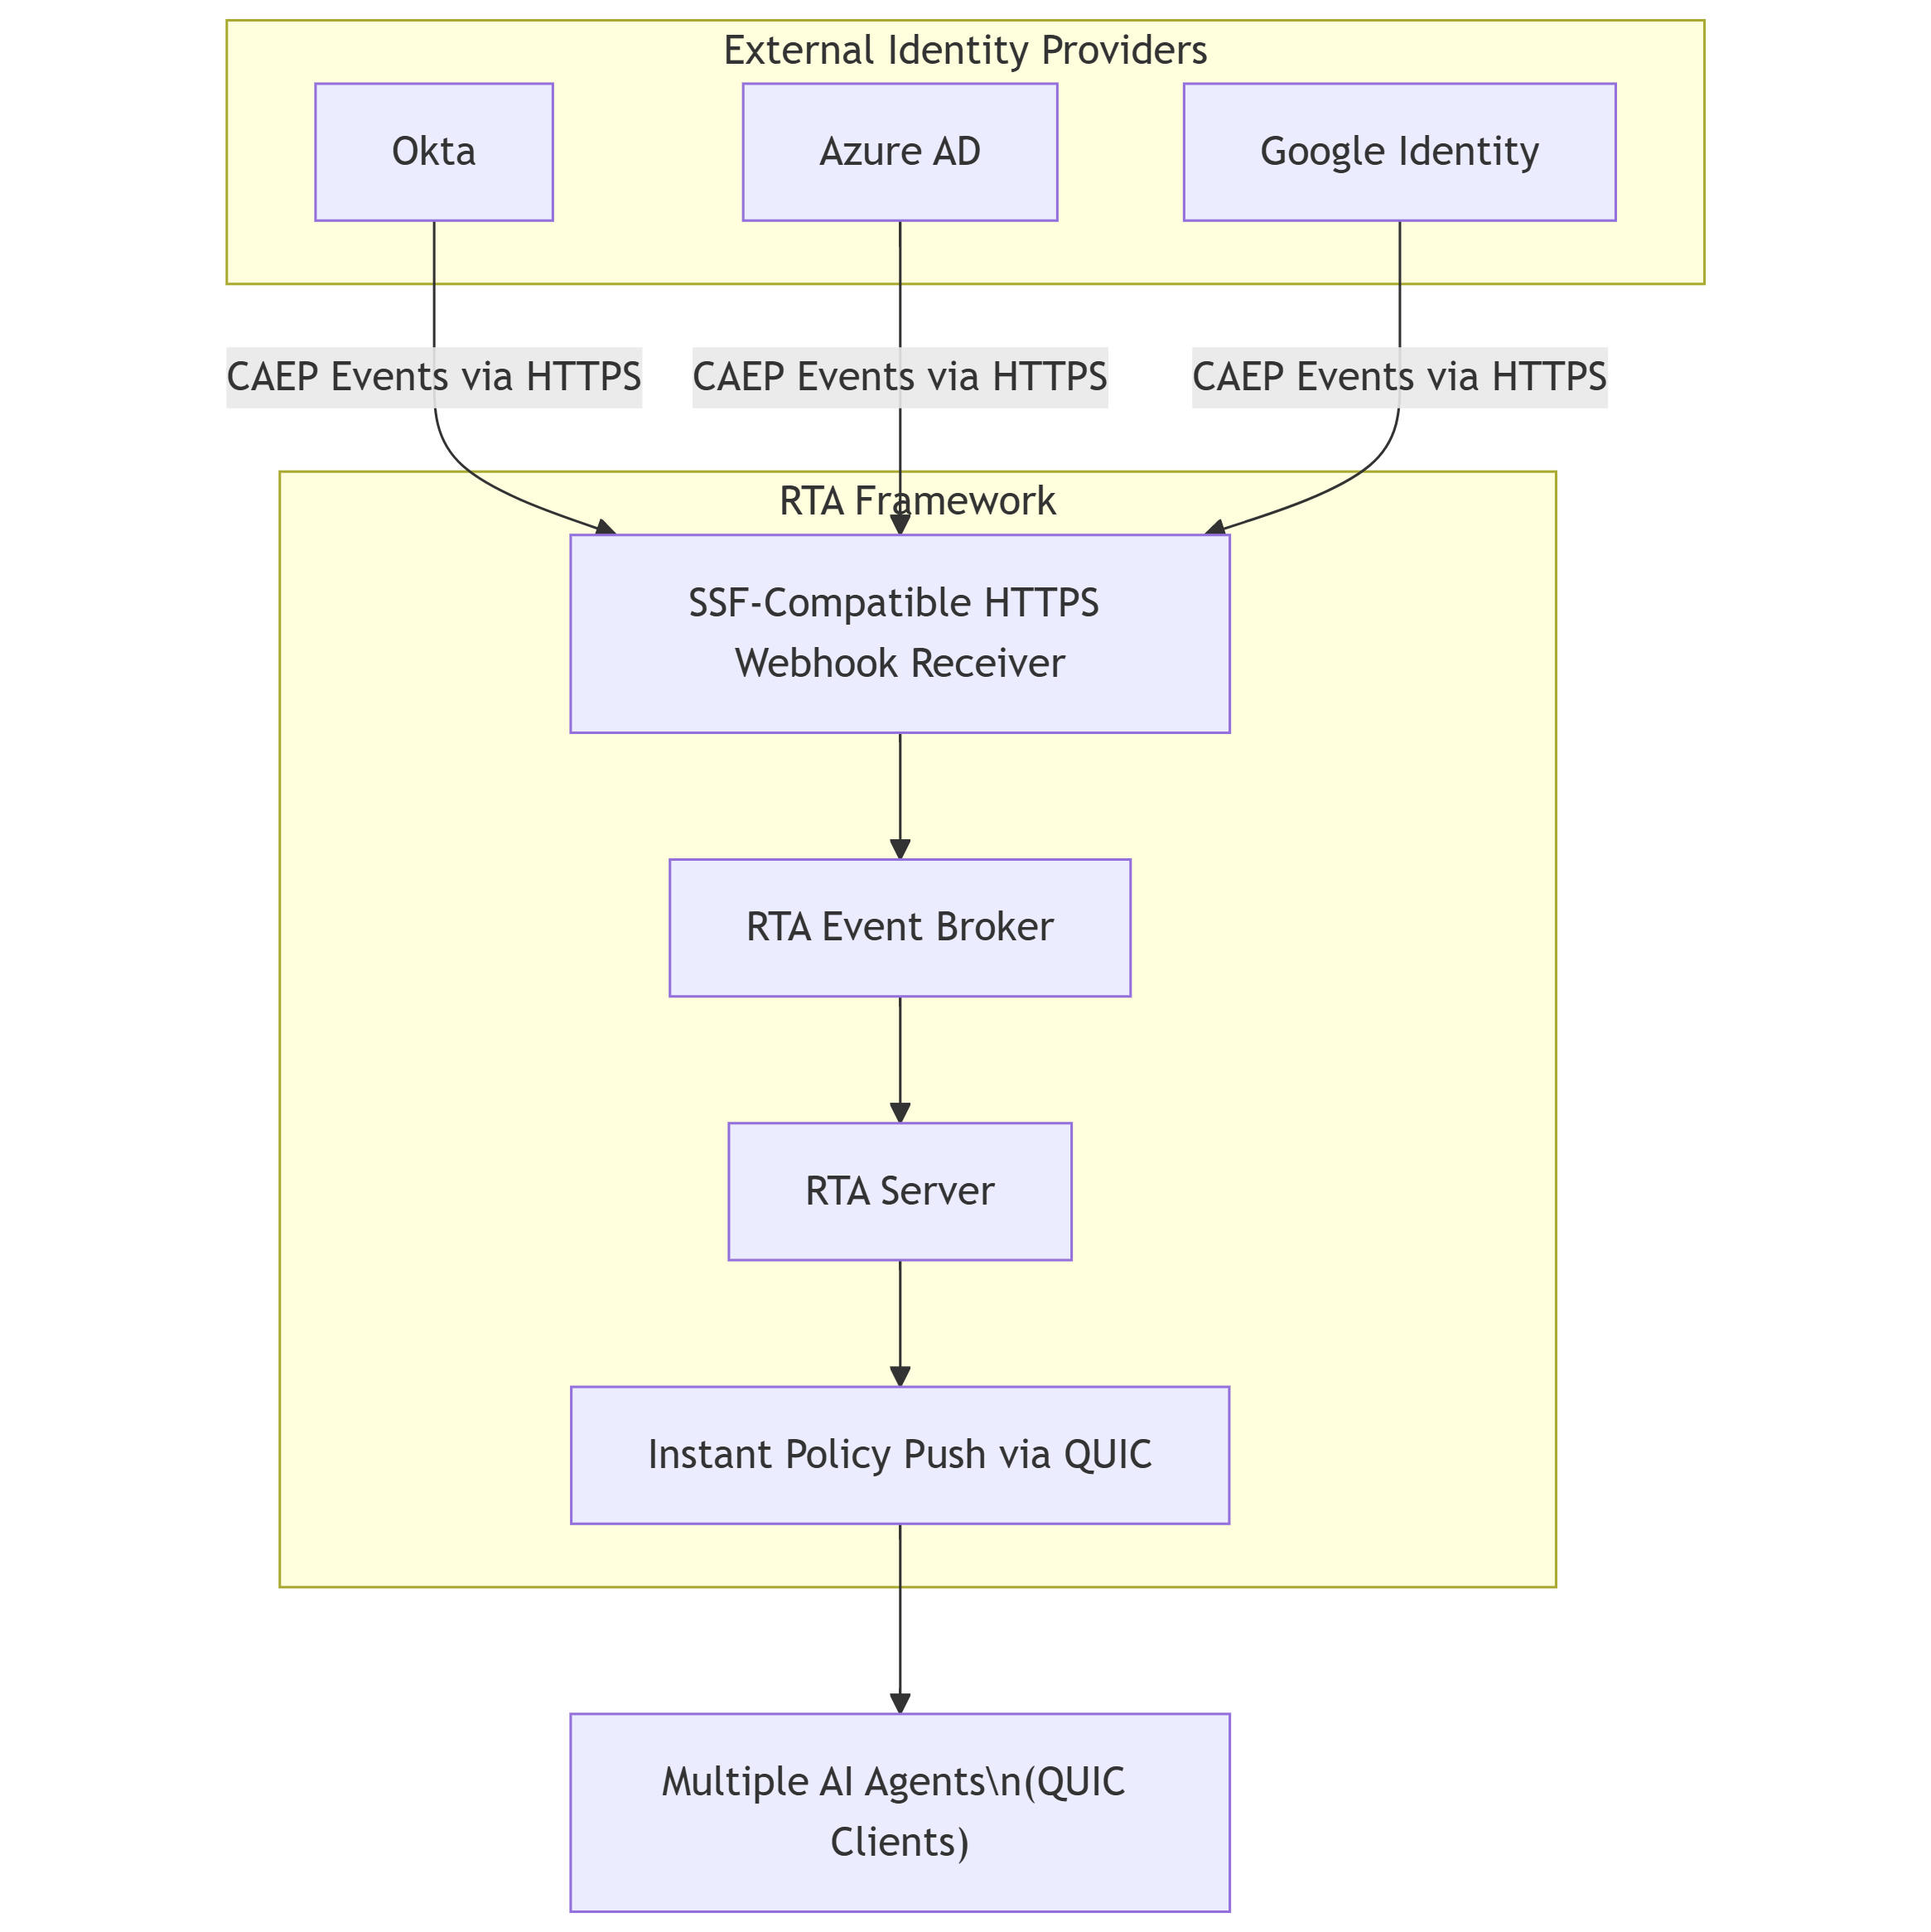 External Identity Providers
Okta
Azure AD
Google Identity
CAEP Events via HTTPS
CAEP Events via HTTPS
CAEP Events via HTTPS
RTA Framework
SSF-Compatible HTTPS
Webhook Receiver
RTA Event Broker
RTA Server
Instant Policy Push via QUIC
Multiple AI Agents\n(QUIC
Clients)